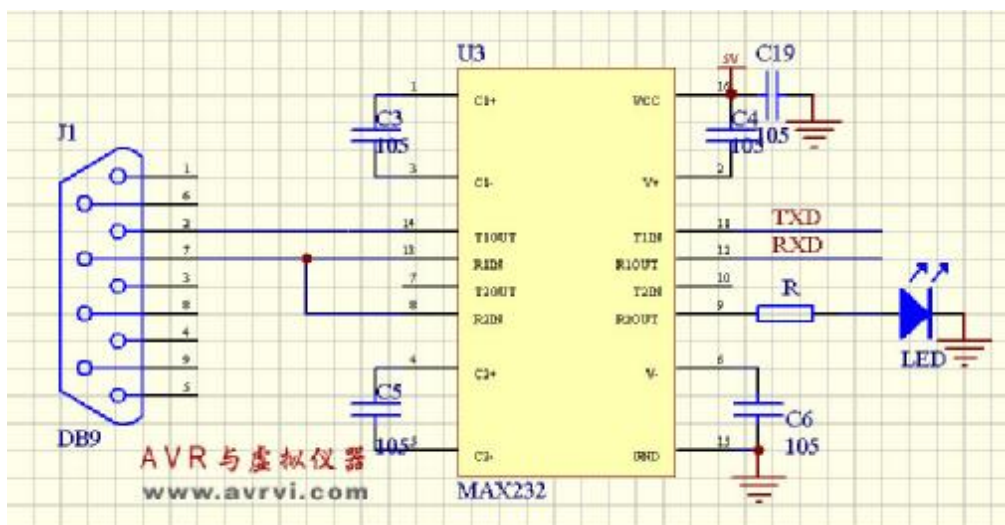 U3
C19
5V
1
C1+
VCC
16
C3
105
C4
105
105
J1
3
C1-
V+
2
1
6
2
14
T1OUT
T1IN
11
TXD
7
13
R1IN
R1OUT
12
RXD
3
7
T2OUT
T2IN
10
8
8
R2IN
R2OUT
9
R
4
LED
9
4
C2+
V-
6
5
C5
105
C6
105
5
C2-
GND
15
DB9
MAX232
AVR与虚拟仪器
www.avrvi.com